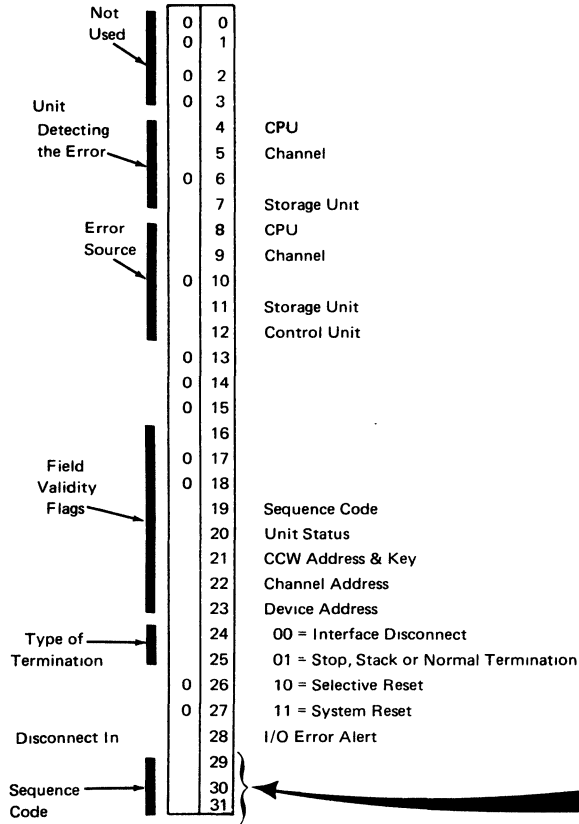 Not Used
0 0
0 1
0 2
0 3
Unit Detecting the Error
4 CPU
5 Channel
0 6
7 Storage Unit
Error Source
8 CPU
9 Channel
0 10
11 Storage Unit
12 Control Unit
0 13
0 14
0 15
Field Validity Flags
16
0 17
0 18
19 Sequence Code
20 Unit Status
21 CCW Address & Key
22 Channel Address
23 Device Address
Type of Termination
24 00 = Interface Disconnect
25 01 = Stop, Stack or Normal Termination
0 26 10 = Selective Reset
0 27 11 = System Reset
Disconnect In 28 I/O Error Alert
Sequence Code
29
30
31